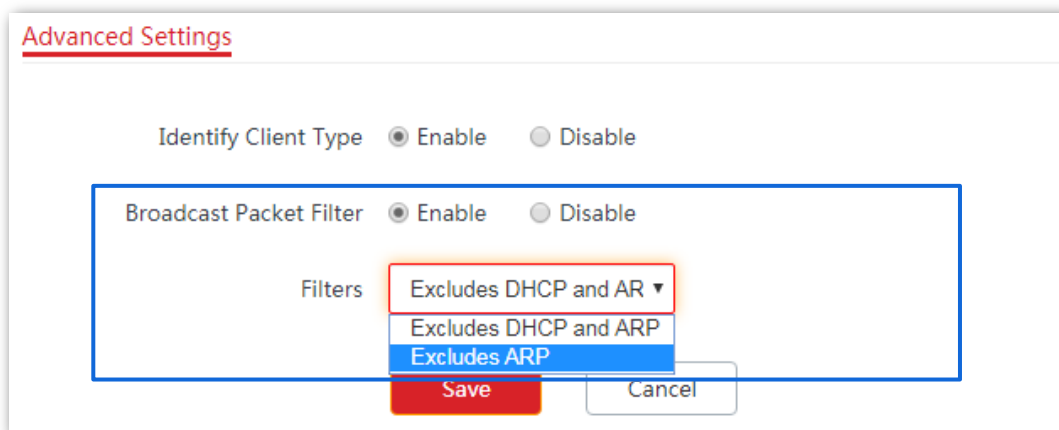 Advanced Settings
Identify Client Type Enable Disable
Broadcast Packet Filter Enable Disable
Filters Excludes DHCP and AR
Excludes DHCP and ARP
Excludes ARP
Save Cancel